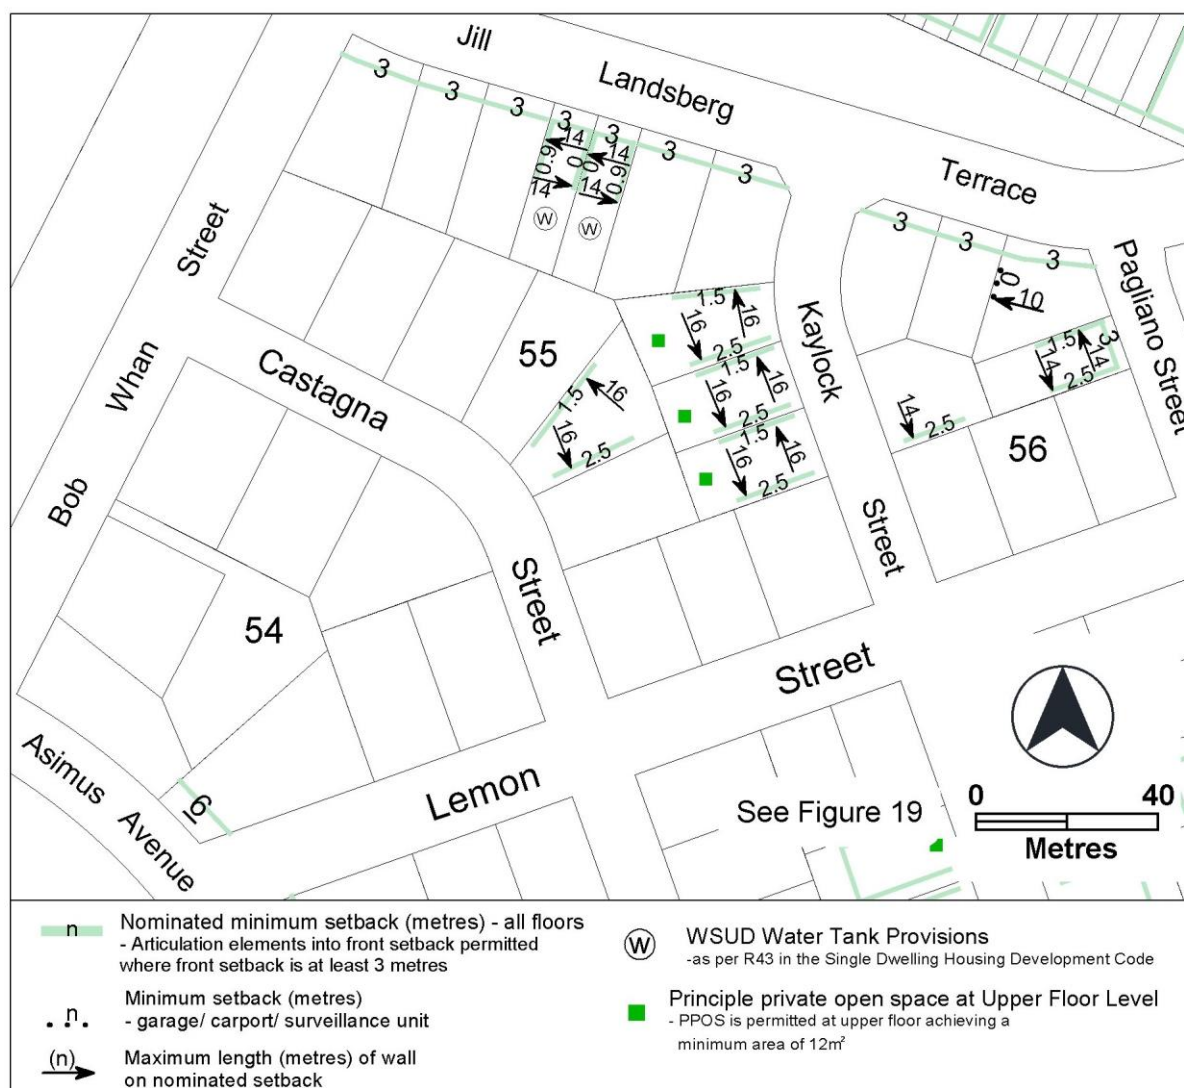 Jill
Landsberg
Terrace
3
3
3
3
3
3
3
14
14
0.9
0
0
0.9
14
14
W
W
3
3
3
0
10
Street
Whan
Bob
Castagna
Street
55
1.5
16
16
2.5
1.5
16
16
2.5
1.5
16
16
2.5
1.5
16
16
2.5
Kaylock
Street
Pagliano Street
1.5
3
14
14
2.5
14
2.5
56
54
Asimus
Avenue
6
Lemon
Street
See Figure 19
0 40
Metres
n Nominated minimum setback (metres) - all floors
- Articulation elements into front setback permitted
where front setback is at least 3 metres
n Minimum setback (metres)
- garage/ carport/ surveillance unit
(n) Maximum length (metres) of wall
on nominated setback
W WSUD Water Tank Provisions
-as per R43 in the Single Dwelling Housing Development Code
Principle private open space at Upper Floor Level
- PPOS is permitted at upper floor achieving a
minimum area of 12m²